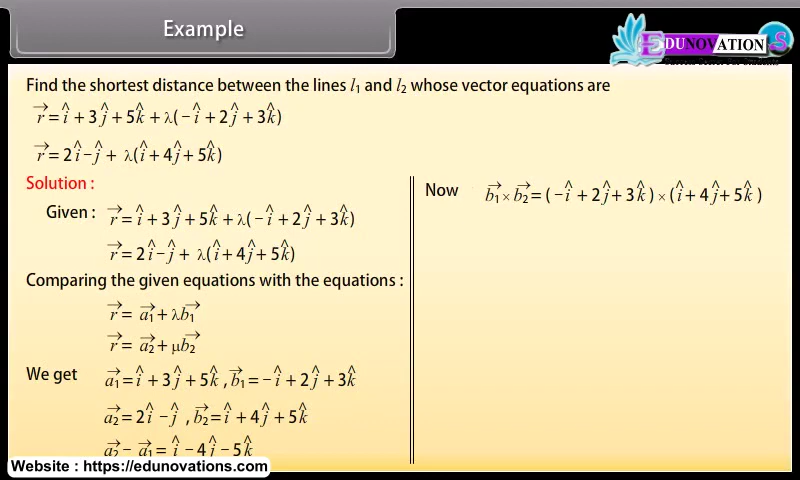 Example
EDUNOVATION S
Find the shortest distance between the lines l₁ and l₂ whose vector equations are
r⃗ = î + 3ĵ + 5k̂ + λ(−î + 2ĵ + 3k̂)
r⃗ = 2î − ĵ + λ(î + 4ĵ + 5k̂)
Solution :
Given : r⃗ = î + 3ĵ + 5k̂ + λ(−î + 2ĵ + 3k̂)
r⃗ = 2î − ĵ + λ(î + 4ĵ + 5k̂)
Comparing the given equations with the equations :
r⃗ = a⃗₁ + λb⃗₁
r⃗ = a⃗₂ + μb⃗₂
We get a⃗₁ = î + 3ĵ + 5k̂ , b⃗₁ = −î + 2ĵ + 3k̂
a⃗₂ = 2î − ĵ , b⃗₂ = î + 4ĵ + 5k̂
a⃗₂ − a⃗₁ = î − 4ĵ − 5k̂
Now b⃗₁ × b⃗₂ = ( −î + 2ĵ + 3k̂ ) × ( î + 4ĵ + 5k̂ )
Website : https://edunovations.com